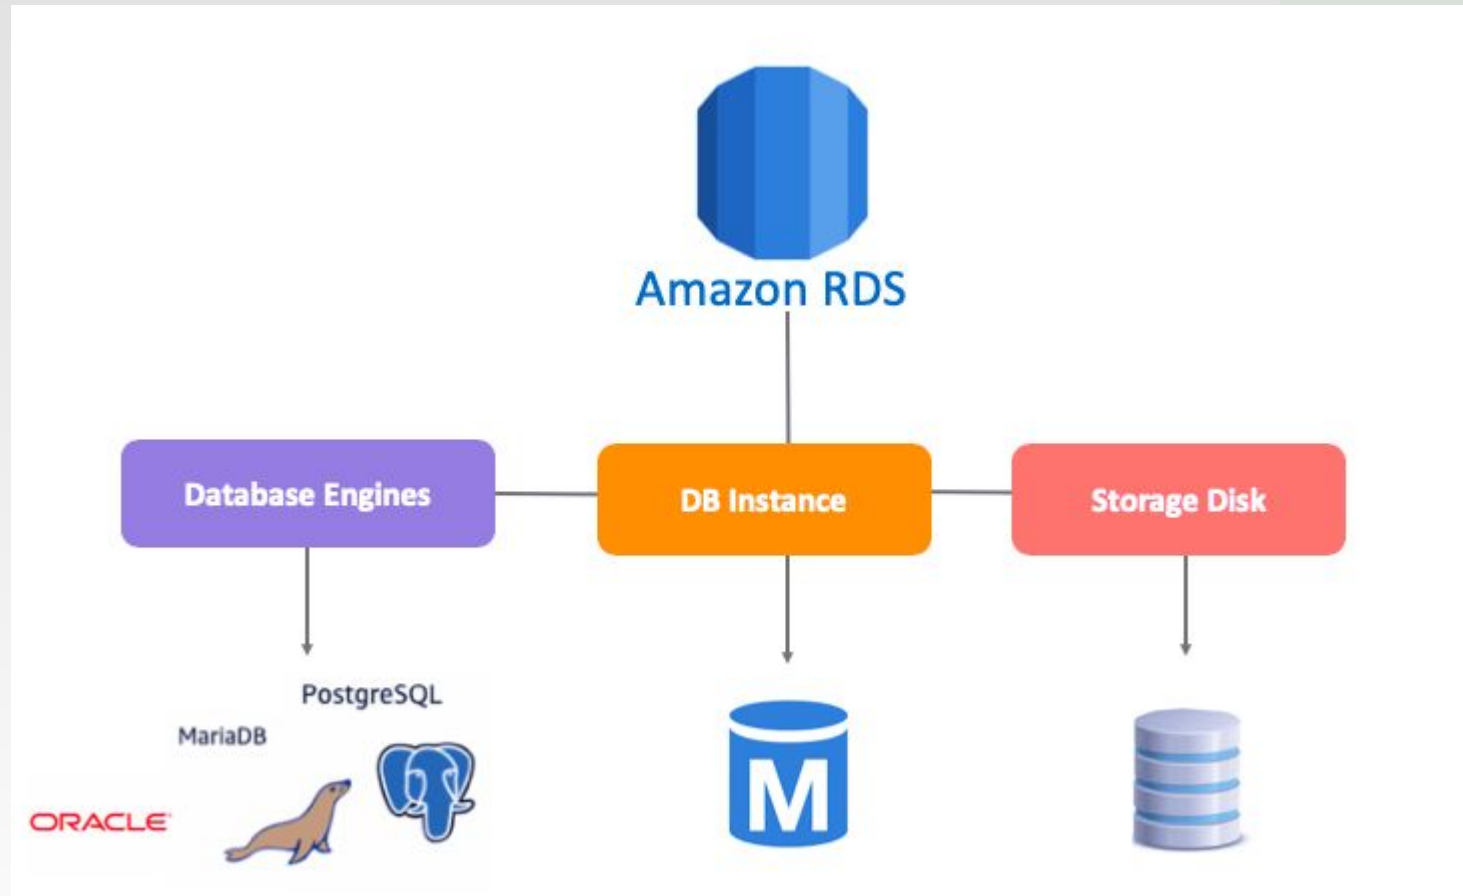 Amazon RDS
Database Engines
DB Instance
Storage Disk
PostgreSQL
MariaDB
ORACLE
M